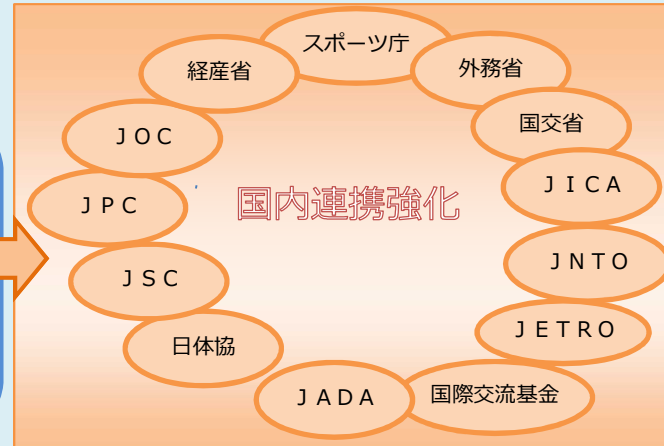 スポーツ庁
経産省
外務省
JOC
国交省
JPC
国内連携強化
JICA
JSC
JNTO
日体協
JETRO
JADA
国際交流基金